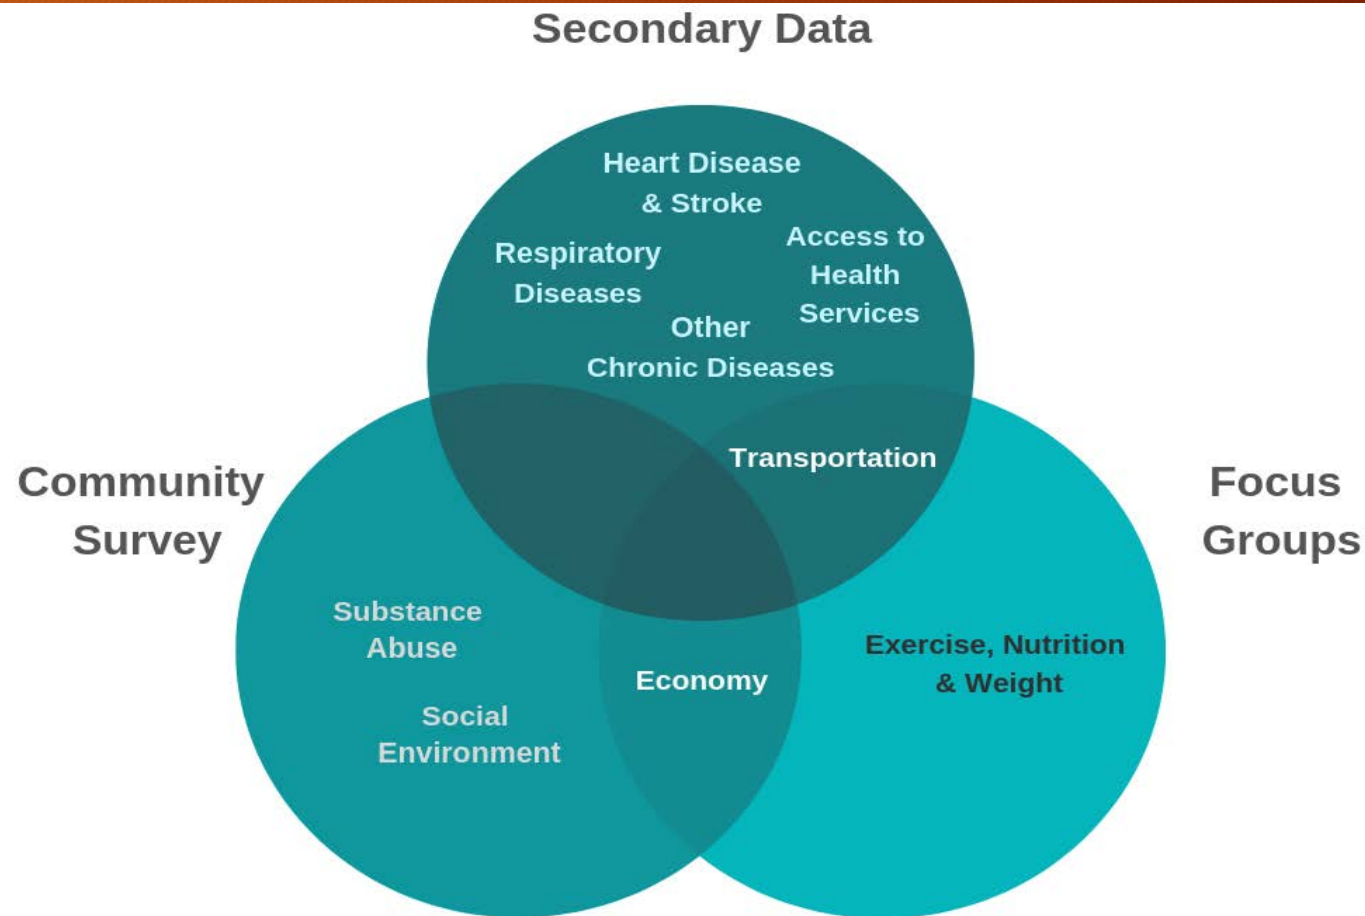 Secondary Data
Heart Disease
& Stroke
Respiratory
Diseases
Access to
Health
Services
Other
Chronic Diseases
Transportation
Community
Survey
Focus
Groups
Substance
Abuse
Social
Environment
Economy
Exercise, Nutrition
& Weight